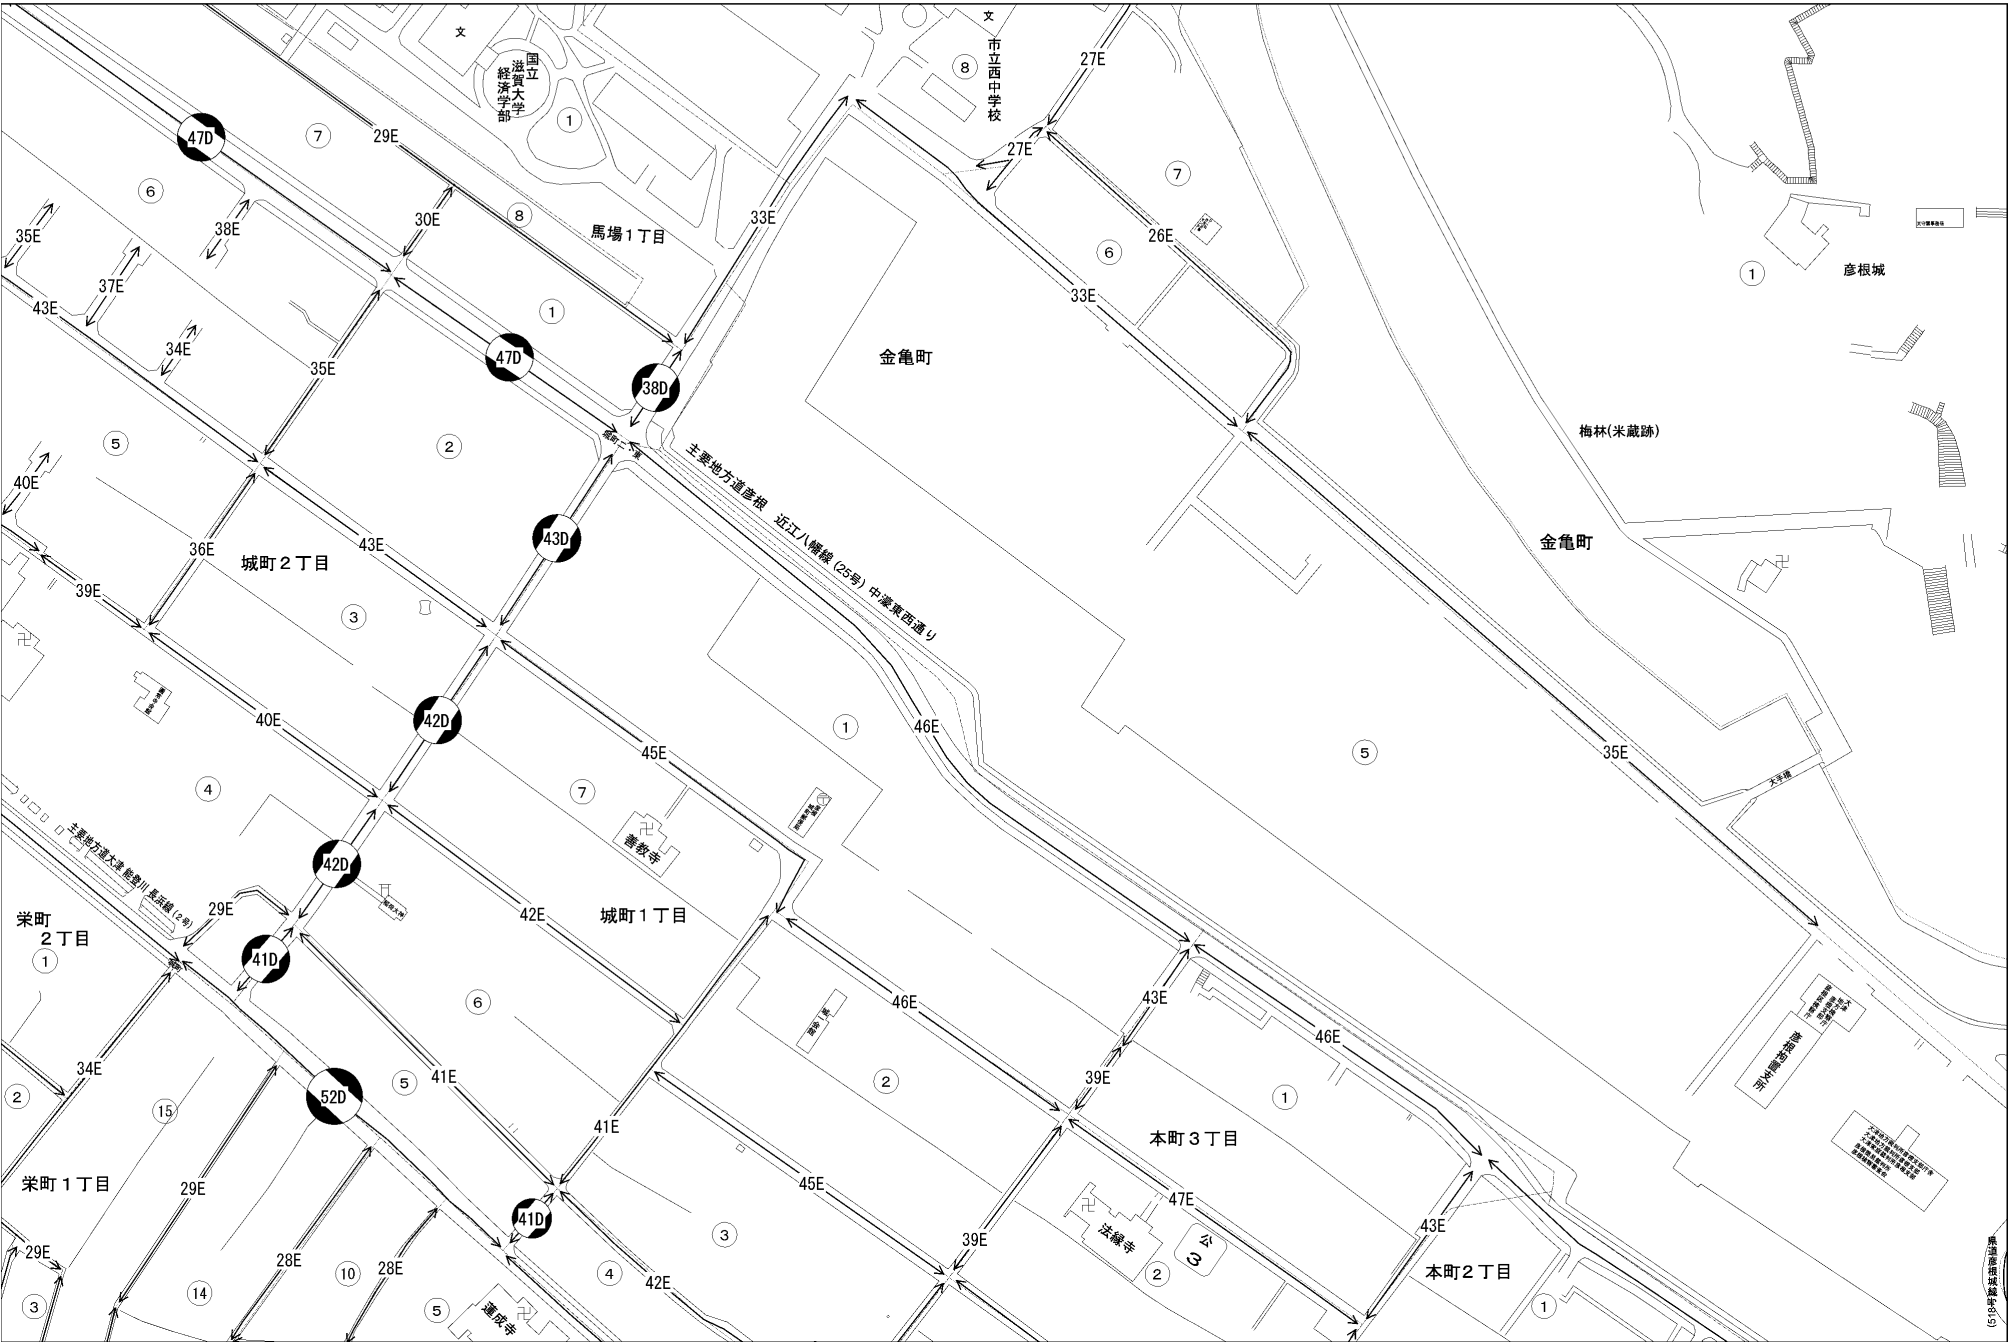 文
国立
滋賀大学
経済学部
1
文
8
市立西中学校
27E
47D
7
29E
27E
6
30E
8
33E
7
35E
38E
馬場1丁目
6
26E
37E
43E
34E
1
33E
1
彦根城
47D
35E
38D
金亀町
5
2
梅林(米蔵跡)
主要地方道彦根 近江八幡線(25号)中濠東西通り
40E
43D
43E
36E
城町2丁目
金亀町
39E
3
42D
40E
1
46E
45E
5
35E
大手橋
4
7
善教寺
主要地方道大津 能登川 長浜線(2号)
42D
29E
42E
城町1丁目
栄町
2丁目
1
41D
6
46E
43E
46E
彦根拘置支所
34E
2
52D
5
41E
2
39E
1
15
41E
本町3丁目
栄町1丁目
29E
45E
47E
41D
3
法縁寺
公
3
43E
39E
29E
28E
10
28E
4
42E
2
本町2丁目
3
14
5
蓮成寺
1